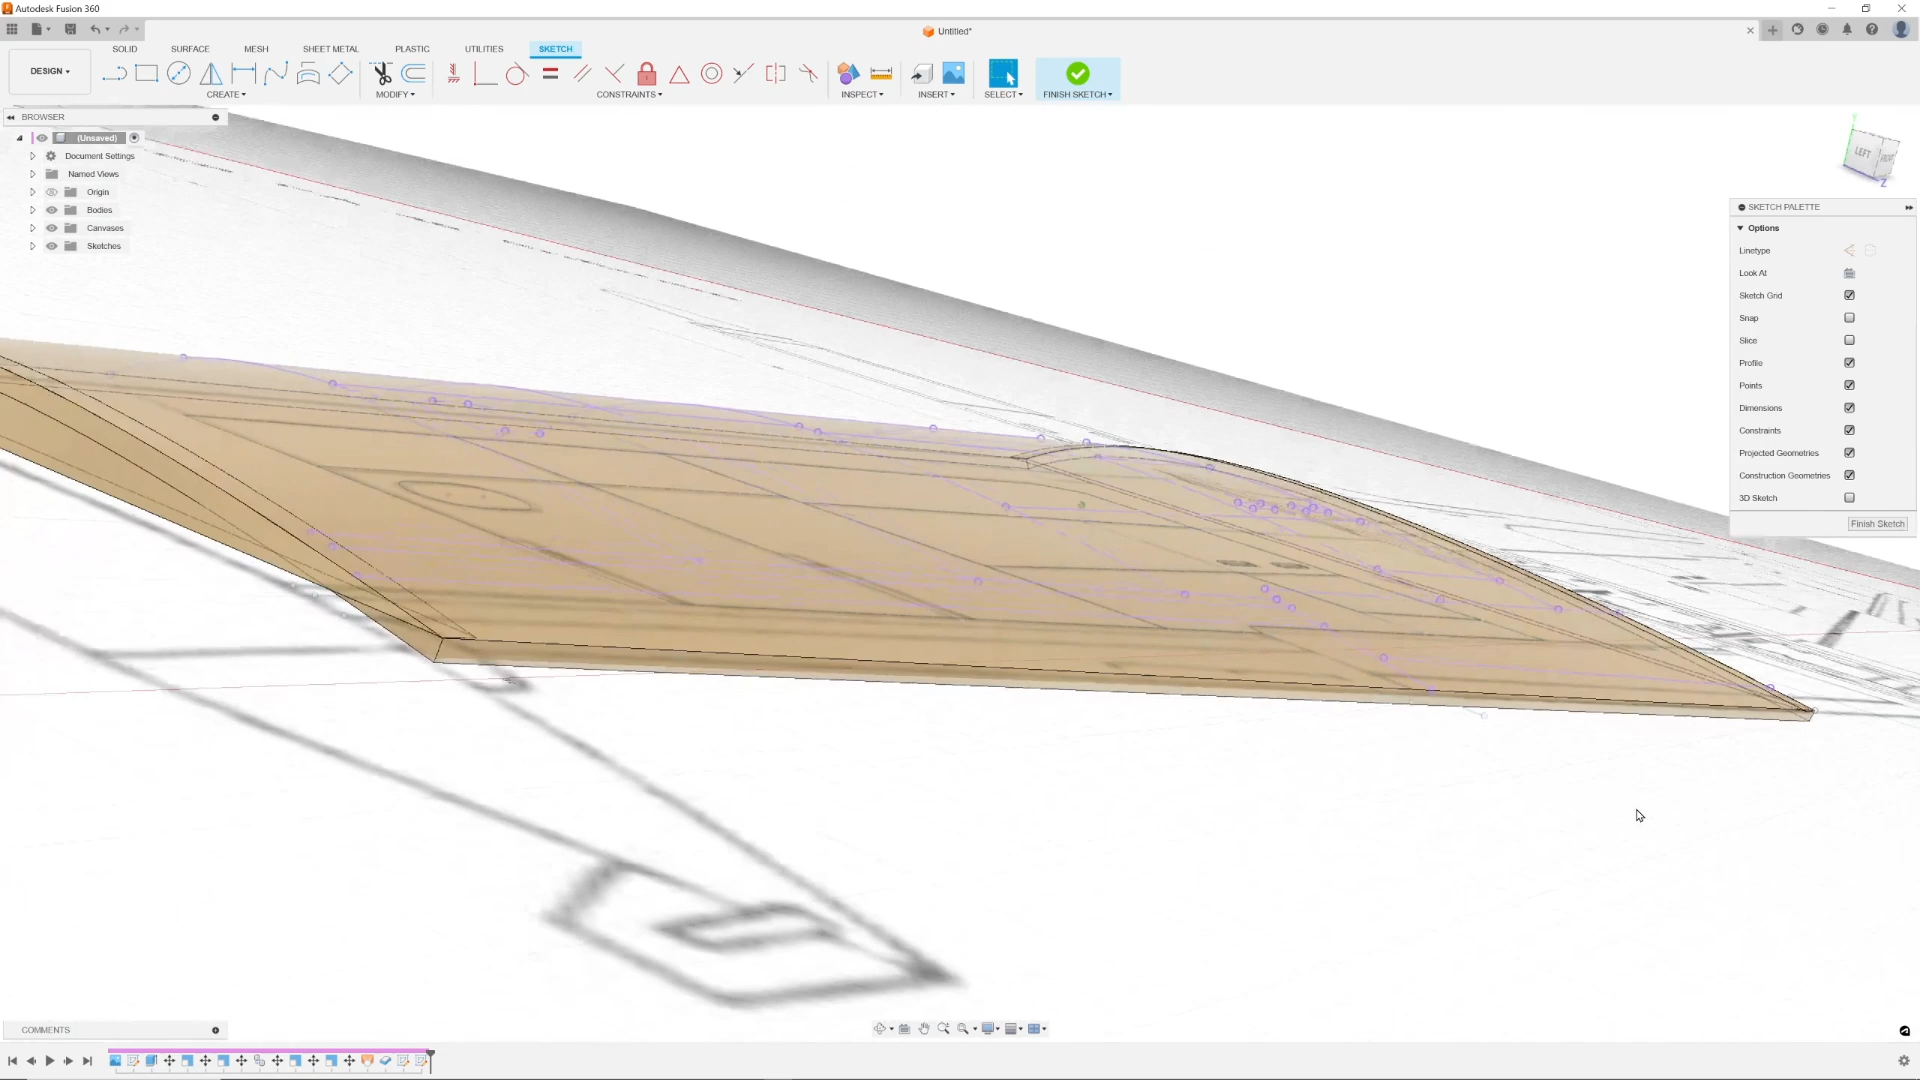 Autodesk Fusion 360
Untitled*
SOLID SURFACE MESH SHEET METAL PLASTIC UTILITIES SKETCH
DESIGN
CREATE MODIFY CONSTRAINTS INSPECT INSERT SELECT FINISH SKETCH
BROWSER
(Unsaved)
Document Settings
Named Views
Origin
Bodies
Canvases
Sketches
LEFT
Y
Z
SKETCH PALETTE
Options
Linetype
Look At
Sketch Grid
Snap
Slice
Profile
Points
Dimensions
Constraints
Projected Geometries
Construction Geometries
3D Sketch
Finish Sketch
COMMENTS